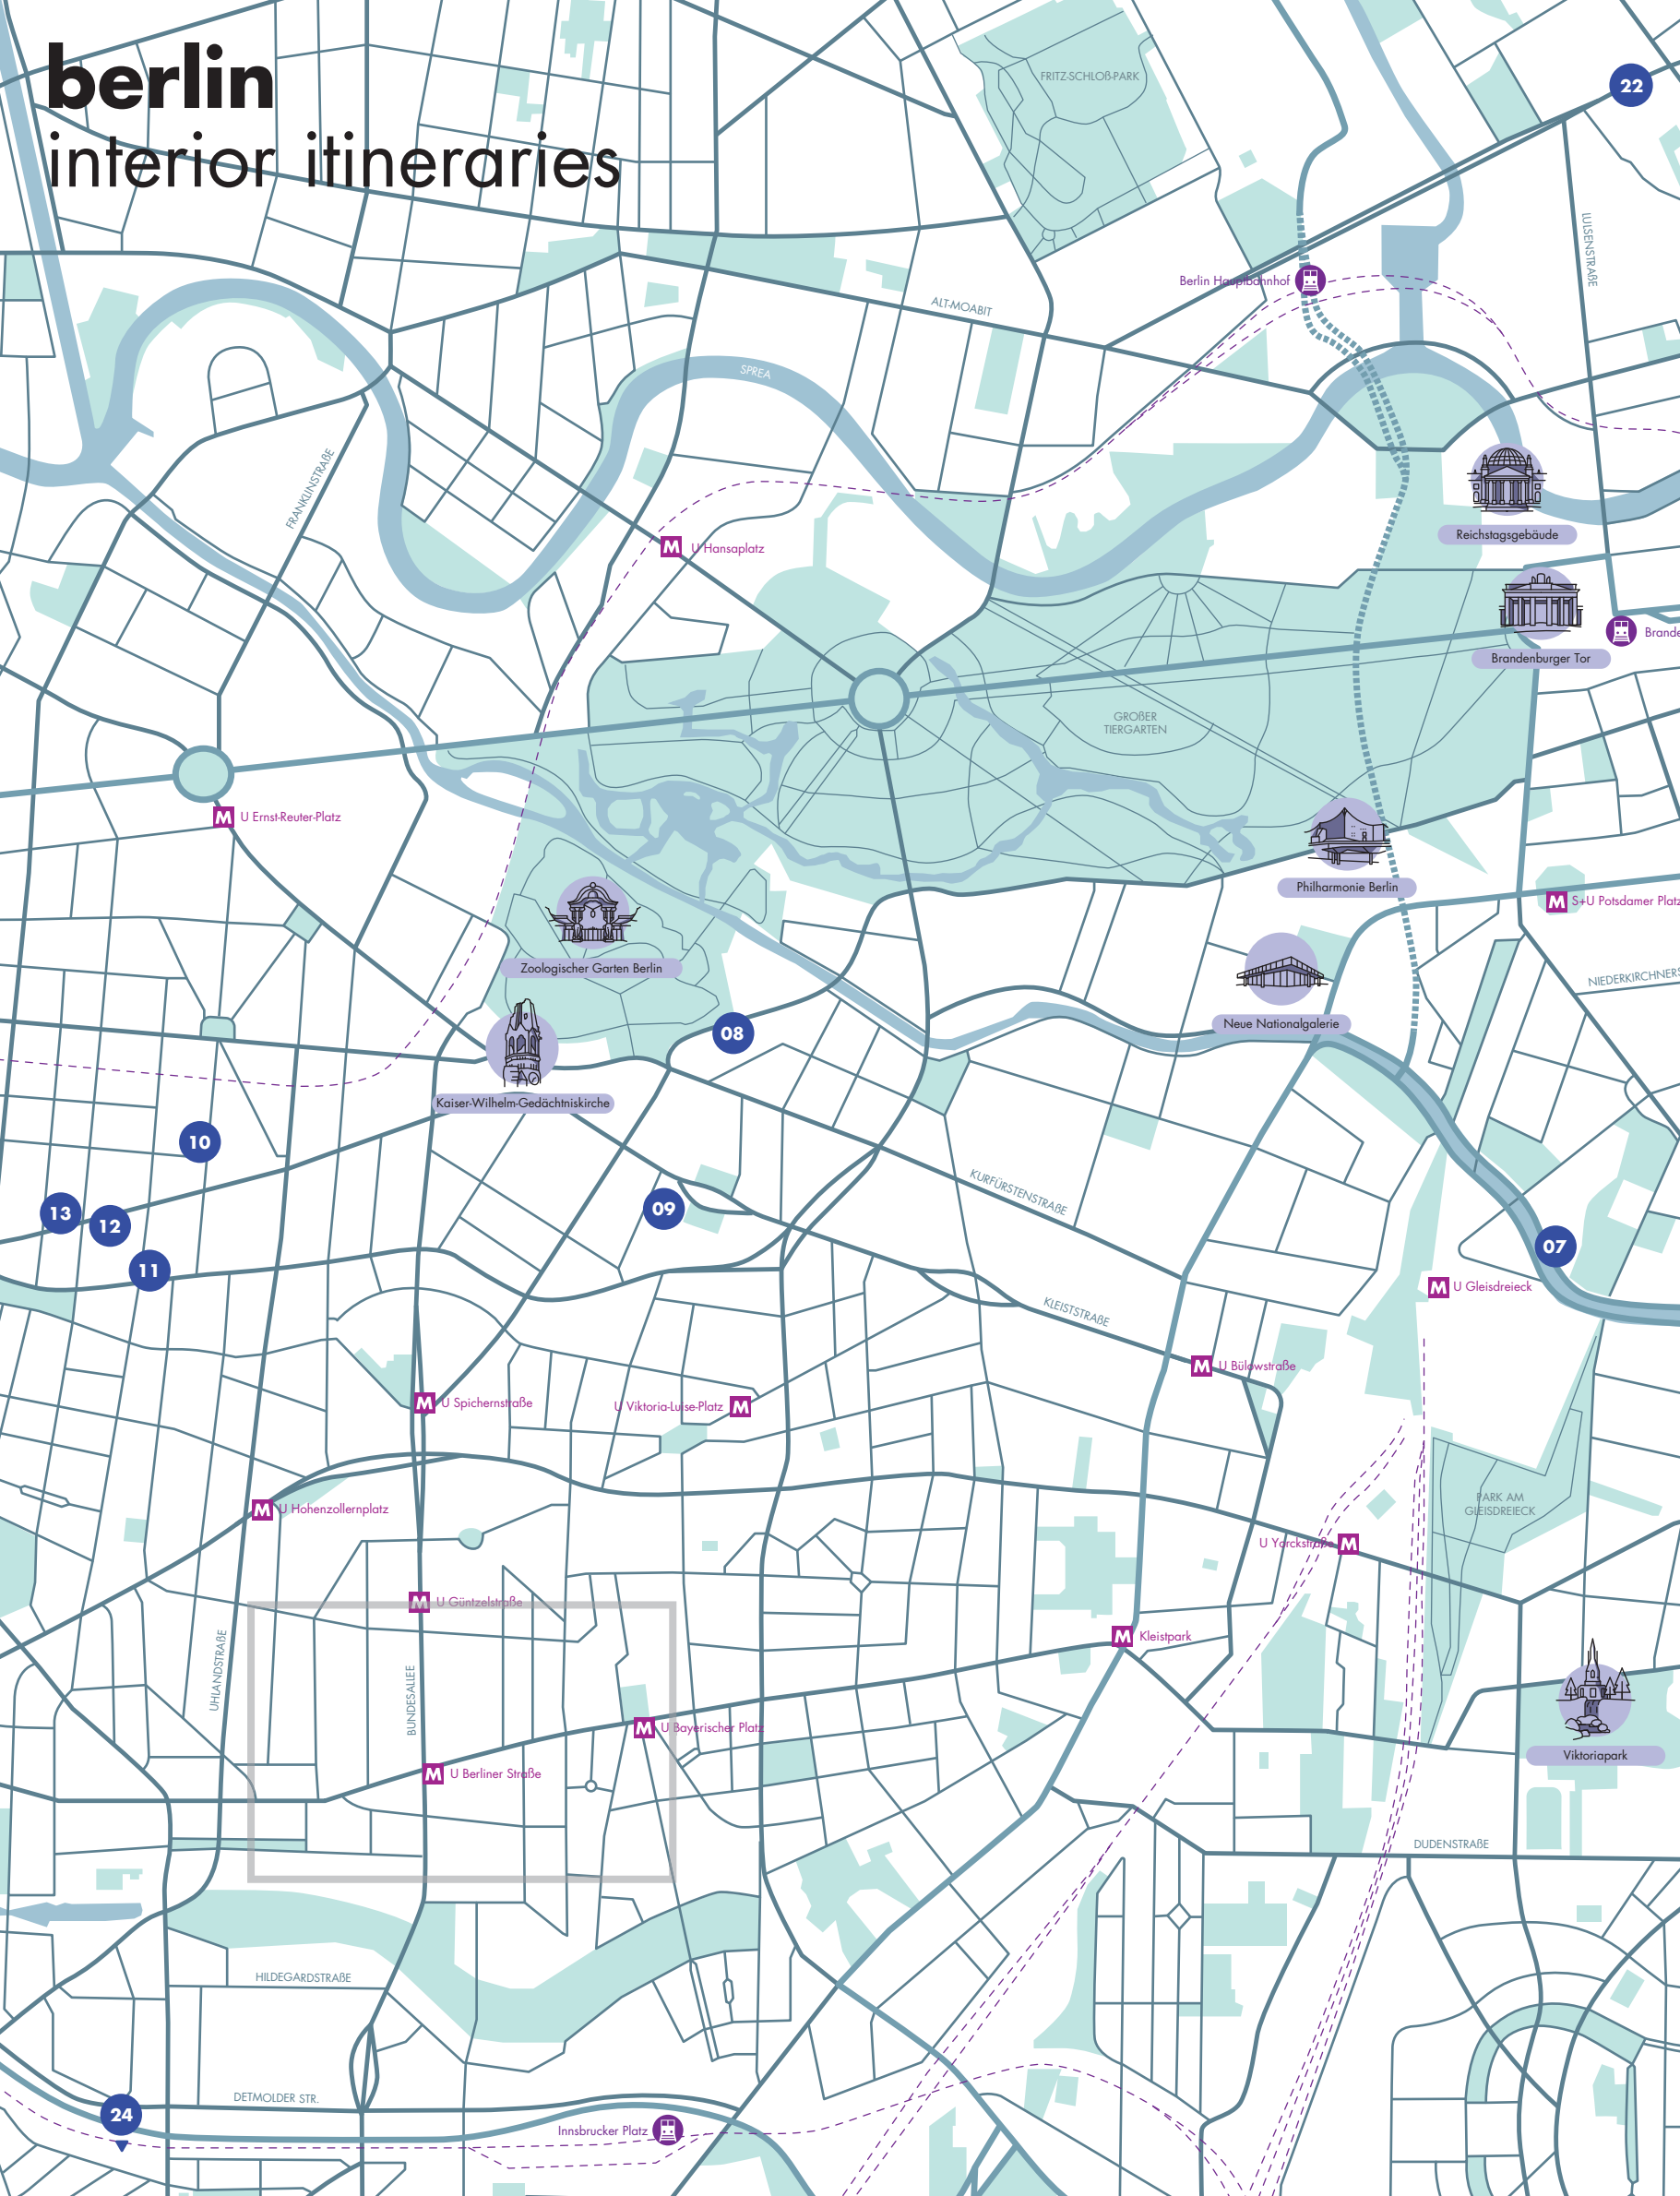 berlin
interior itineraries
FRITZ-SCHLOß-PARK
22
LUISENSTRAßE
Berlin Hauptbahnhof
ALT-MOABIT
SPREA
FRANKLINSTRAßE
Reichstagsgebäude
M U Hansaplatz
Brande
Brandenburger Tor
GROßER
TIERGARTEN
M U Ernst-Reuter-Platz
Philharmonie Berlin
M S+U Potsdamer Platz
Zoologischer Garten Berlin
NIEDERKIRCHNERS
Neue Nationalgalerie
08
Kaiser-Wilhelm-Gedächtniskirche
10
KURFÜRSTENSTRAßE
09
13
12
07
11
M U Gleisdreieck
KLEISTSTRAßE
M U Bülowstraße
M U Spichernstraße
U Viktoria-Luise-Platz M
PARK AM
GLEISDREIECK
M U Hohenzollernplatz
U Yorckstraße M
M U Güntzelstraße
M Kleistpark
UHLANDSTRAßE
BUNDESALLEE
M U Bayerischer Platz
Viktoriapark
M U Berliner Straße
DUDENSTRAßE
HILDEGARDSTRAßE
DETMOLDER STR.
24
Innsbrucker Platz